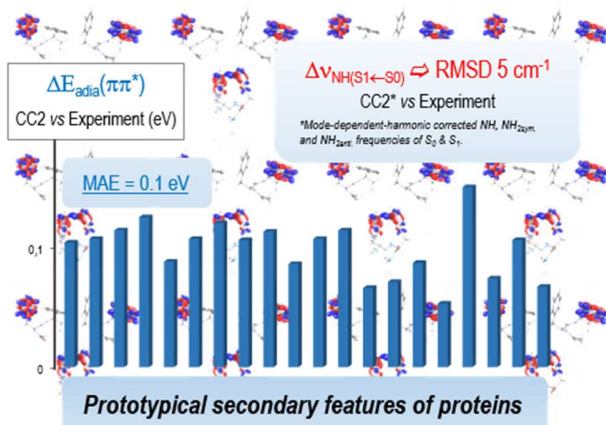 ΔE_adia(ππ*)
CC2 vs Experiment (eV)
Δν_NH(S1←S0) ⇨ RMSD 5 cm⁻¹
CC2* vs Experiment
*Mode-dependent-harmonic corrected NH, NH₂sym.
and NH₂anti. frequencies of S₀ & S₁.
MAE = 0.1 eV
0,1
0
Prototypical secondary features of proteins